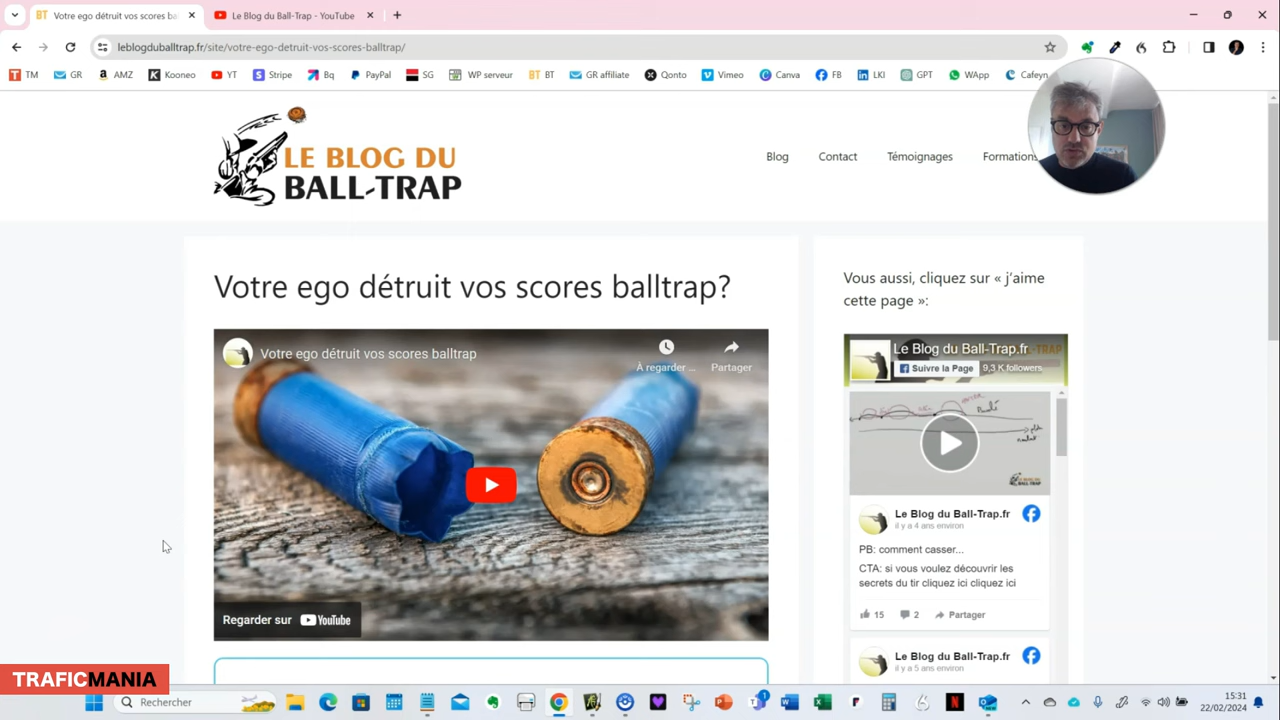 BT Votre ego détruit vos scores ba
Le Blog du Ball-Trap - YouTube
leblogduballtrap.fr/site/votre-ego-detruit-vos-scores-balltrap/
TM GR AMZ Kooneo YT Stripe Bq PayPal SG WP serveur BT GR affiliate Qonto Vimeo Canva FB LKI GPT WApp Cafeyn
LE BLOG DU
BALL-TRAP
Blog Contact Témoignages Formations
Votre ego détruit vos scores balltrap?
Votre ego détruit vos scores balltrap
À regarder ... Partager
Regarder sur YouTube
Vous aussi, cliquez sur « j’aime
cette page »:
Le Blog du Ball-Trap.fr
Suivre la Page 9,3 K followers
Le Blog du Ball-Trap.fr
il y a 4 ans environ
PB: comment casser...
CTA: si vous voulez découvrir les
secrets du tir cliquez ici cliquez ici
15 2 Partager
Le Blog du Ball-Trap.fr
il y a 5 ans environ
TRAFICMANIA
Rechercher
15:31
22/02/2024